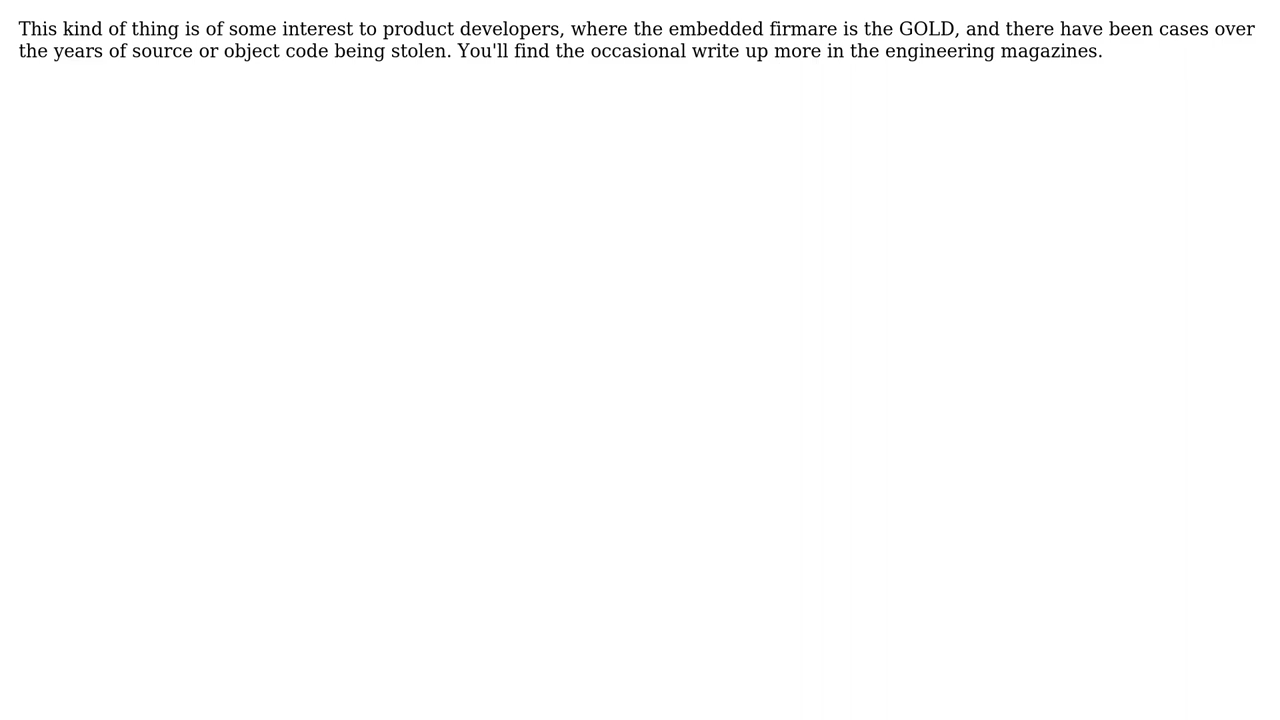 This kind of thing is of some interest to product developers, where the embedded firmare is the GOLD, and there have been cases over
the years of source or object code being stolen. You'll find the occasional write up more in the engineering magazines.